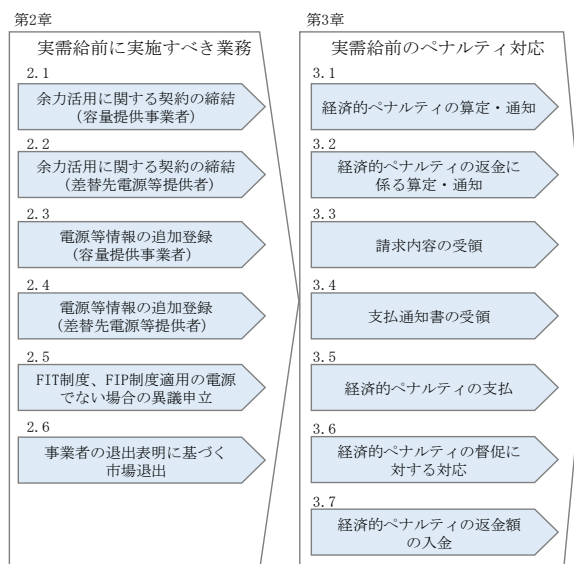 第2章
実需給前に実施すべき業務
2.1
余力活用に関する契約の締結
(容量提供事業者)
2.2
余力活用に関する契約の締結
(差替先電源等提供者)
2.3
電源等情報の追加登録
(容量提供事業者)
2.4
電源等情報の追加登録
(差替先電源等提供者)
2.5
FIT制度、FIP制度適用の電源
でない場合の異議申立
2.6
事業者の退出表明に基づく
市場退出
第3章
実需給前のペナルティ対応
3.1
経済的ペナルティの算定・通知
3.2
経済的ペナルティの返金に
係る算定・通知
3.3
請求内容の受領
3.4
支払通知書の受領
3.5
経済的ペナルティの支払
3.6
経済的ペナルティの督促に
対する対応
3.7
経済的ペナルティの返金額
の入金